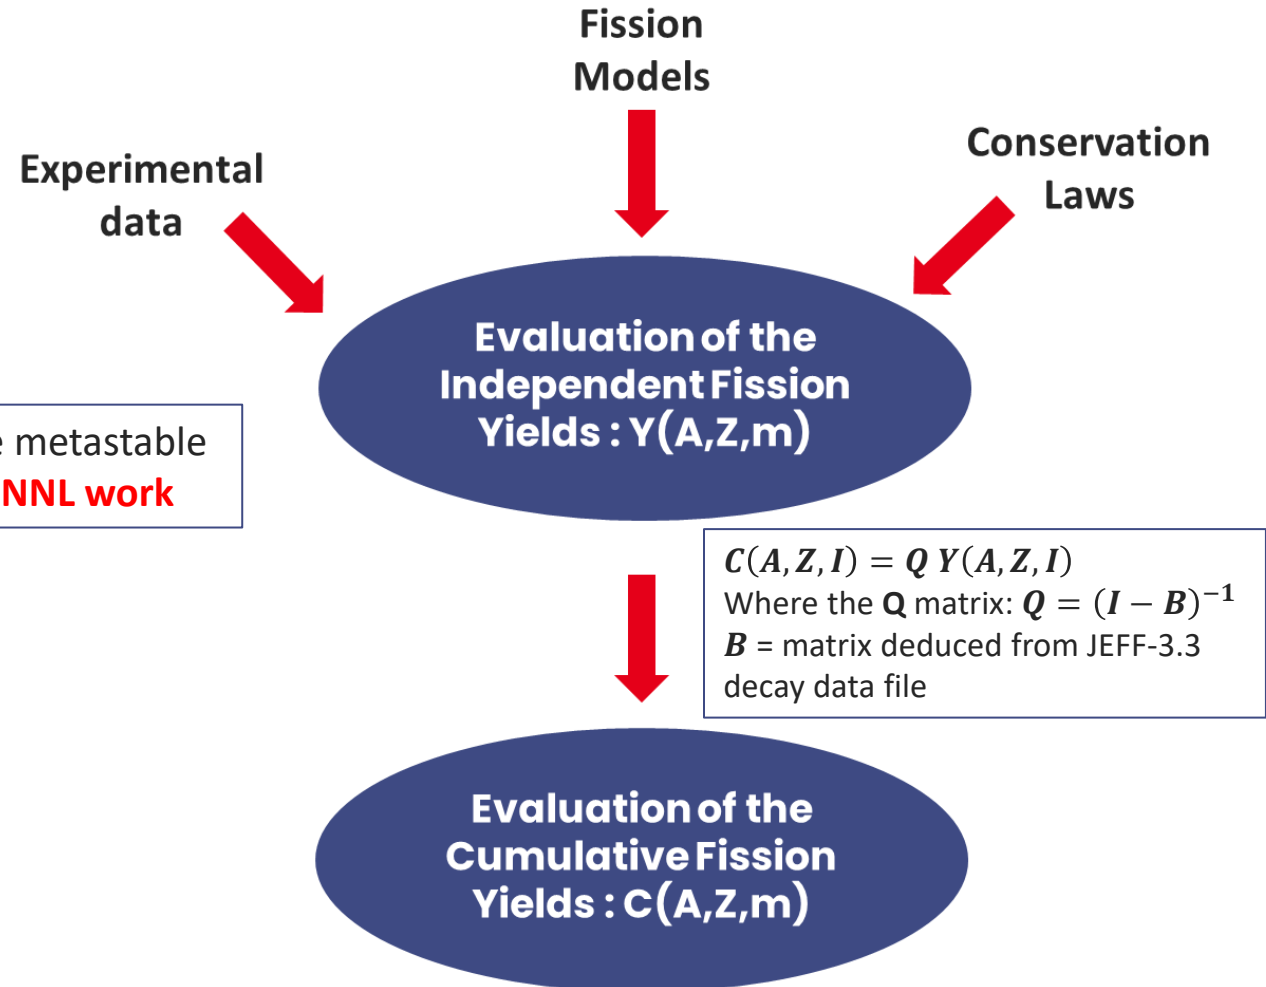 Fission
Models
Experimental
data
Conservation
Laws
Evaluation of the
Independent Fission
Yields : Y(A,Z,m)
metastable
NNL work
C(A, Z, I) = Q Y(A, Z, I)
Where the Q matrix: Q = (I − B)⁻¹
B = matrix deduced from JEFF-3.3
decay data file
Evaluation of the
Cumulative Fission
Yields : C(A,Z,m)